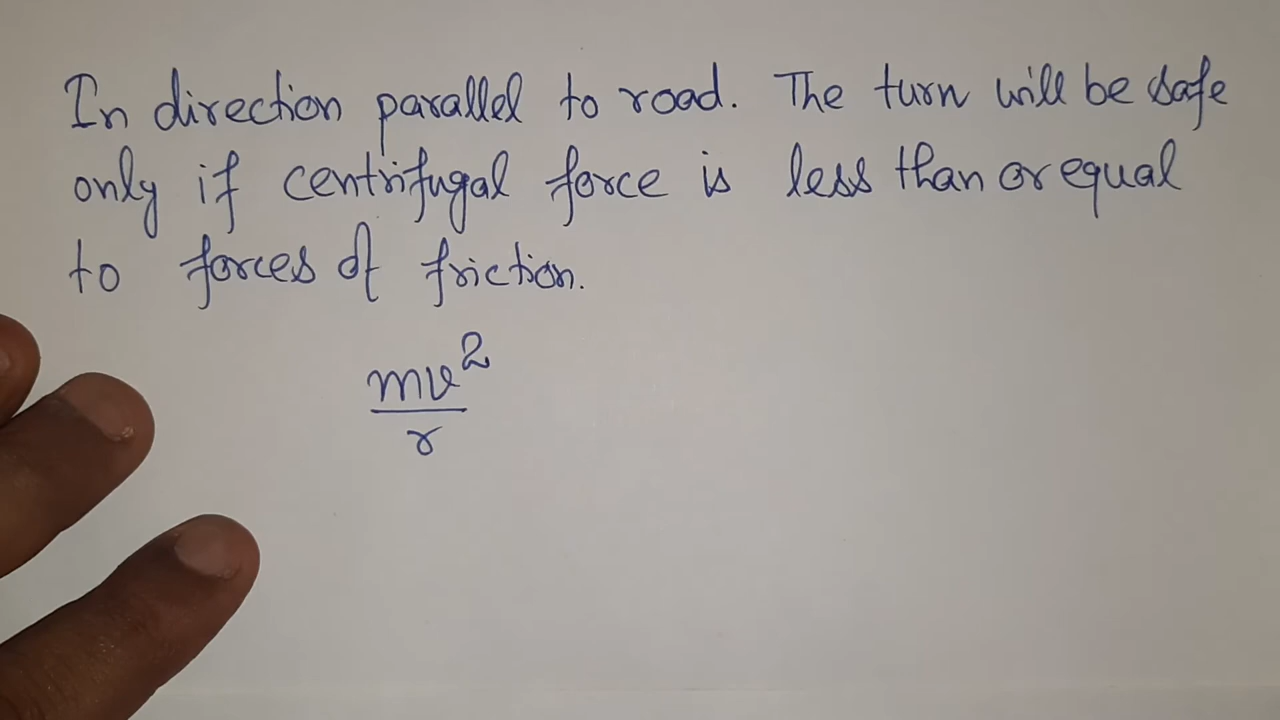 In direction parallel to road. The turn will be safe
only if centrifugal force is less than or equal
to forces of friction.
mv²
r